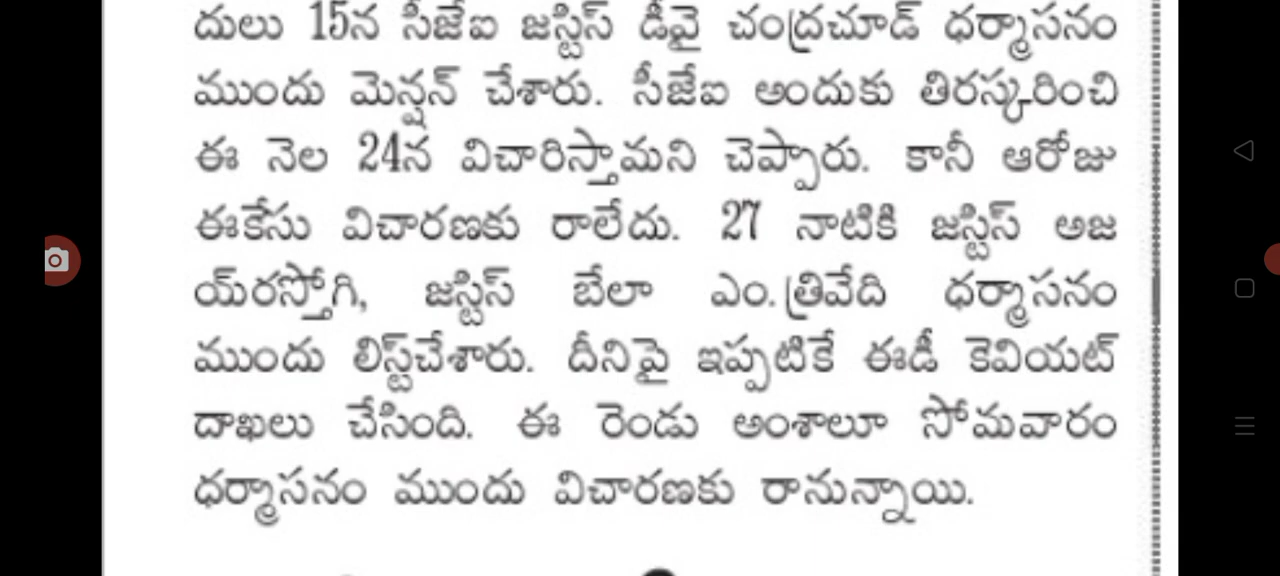 దులు 15న సీజేఐ జస్టిస్ డీవై చంద్రచూడ్ ధర్మాసనం
ముందు మెన్షన్ చేశారు. సీజేఐ అందుకు తిరస్కరించి
ఈ నెల 24న విచారిస్తామని చెప్పారు. కానీ ఆరోజు
ఈకేసు విచారణకు రాలేదు. 27 నాటికి జస్టిస్ అజ
య్‌రస్తోగి, జస్టిస్ బేలా ఎం.త్రివేది ధర్మాసనం
ముందు లిస్ట్‌చేశారు. దీనిపై ఇప్పటికే ఈడీ కెవియట్
దాఖలు చేసింది. ఈ రెండు అంశాలూ సోమవారం
ధర్మాసనం ముందు విచారణకు రానున్నాయి.